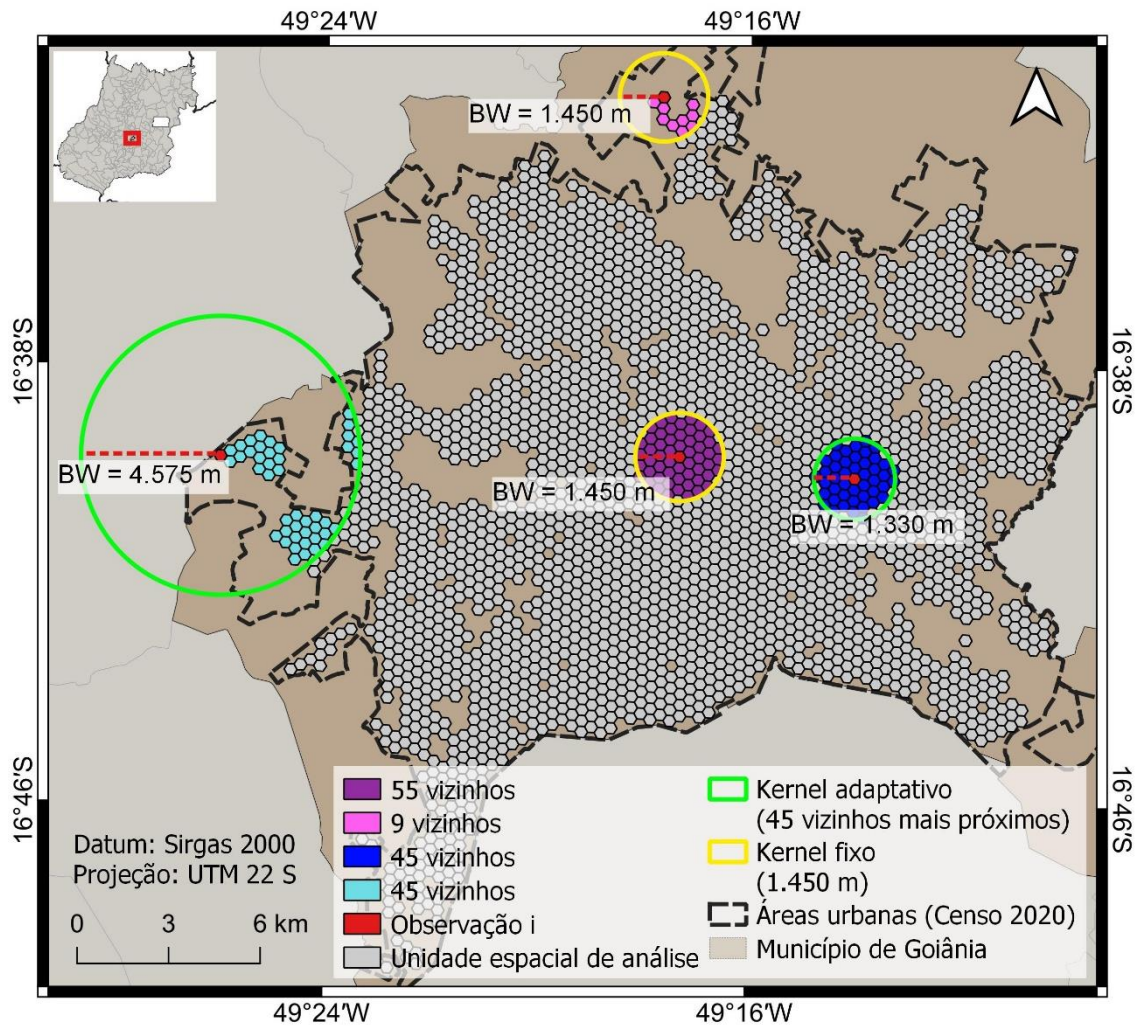 49°24'W
49°16'W
BW = 1.450 m
16°38'S
16°38'S
BW = 4.575 m
BW = 1.450 m
BW = 1.330 m
16°46'S
16°46'S
55 vizinhos
9 vizinhos
45 vizinhos
45 vizinhos
Observação i
Unidade espacial de análise
Kernel adaptativo
(45 vizinhos mais próximos)
Kernel fixo
(1.450 m)
Áreas urbanas (Censo 2020)
Município de Goiânia
Datum: Sirgas 2000
Projeção: UTM 22 S
0 3 6 km
49°24'W
49°16'W